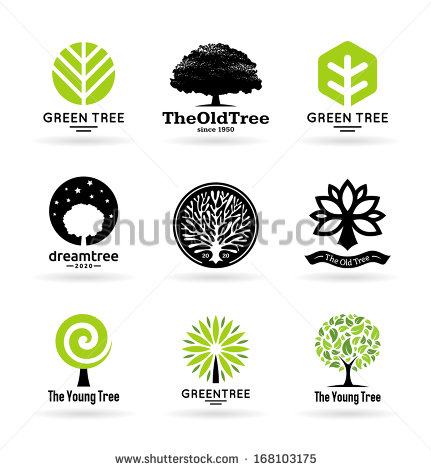 GREEN TREE
TheOldTree
since 1950
GREEN TREE
dreamtree
2020
20 20
The Old Tree
The Young Tree
GREENTREE
The Young Tree
shutterstock
www.shutterstock.com · 168103175